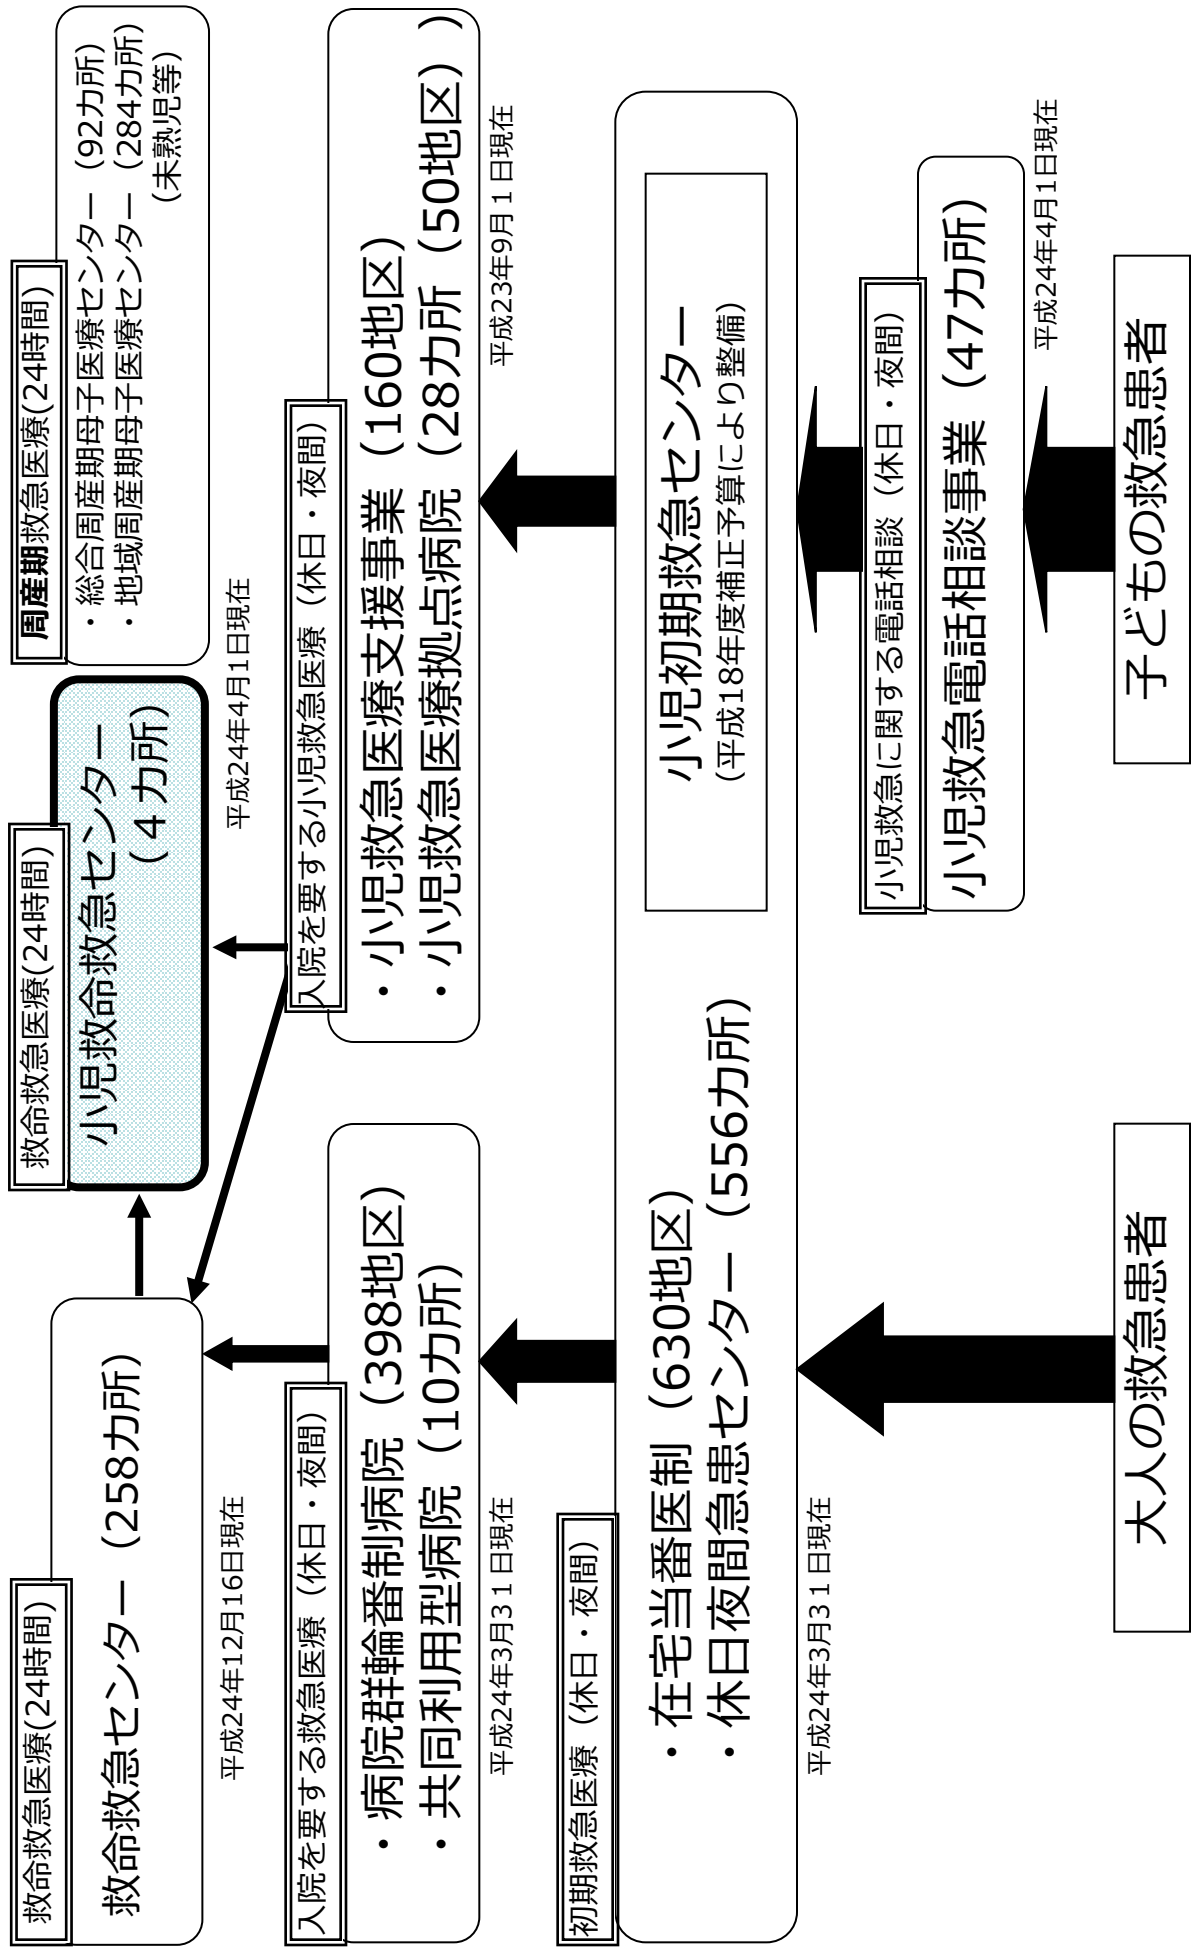 救命救急医療(24時間)
救命救急センター （258カ所）
平成24年12月16日現在
救命救急医療(24時間)
小児救命救急センター
（４カ所）
平成24年4月1日現在
周産期救急医療(24時間)
・総合周産期母子医療センター（92カ所）
・地域周産期母子医療センター（284カ所）
（未熟児等）
入院を要する救急医療（休日・夜間）
・病院群輪番制病院（398地区）
・共同利用型病院（10カ所）
平成24年3月3１日現在
入院を要する小児救急医療（休日・夜間）
・小児救急医療支援事業（160地区）
・小児救急医療拠点病院（28カ所（50地区））
平成23年9月１日現在
初期救急医療（休日・夜間）
・在宅当番医制（630地区）
・休日夜間急患センター（556カ所）
平成24年3月3１日現在
小児初期救急センター
（平成18年度補正予算により整備）
小児救急に関する電話相談（休日・夜間）
小児救急電話相談事業（47カ所）
平成24年4月1日現在
大人の救急患者
子どもの救急患者